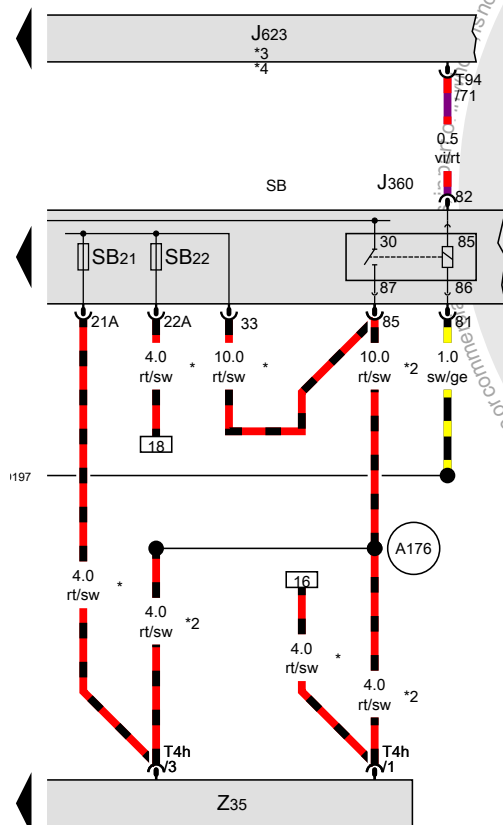 J623
*3
*4
T94
/71
0.5
vi/rt
SB
J360
82
30
85
SB21
SB22
87
86
21A
22A
33
85
81
4.0
rt/sw
*
10.0
rt/sw
*
10.0
rt/sw
*2
1.0
sw/ge
18
197
A176
4.0
rt/sw
*
16
4.0
rt/sw
*2
4.0
rt/sw
*
4.0
rt/sw
*2
T4h
/3
T4h
/1
Z35